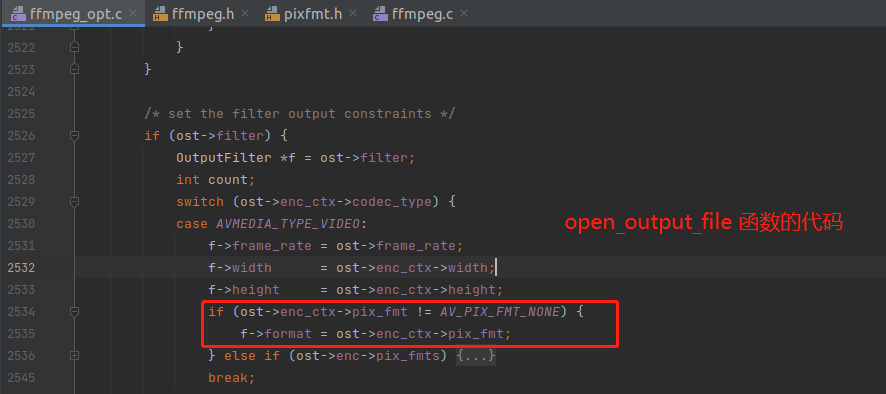 ffmpeg_opt.c ffmpeg.h pixfmt.h ffmpeg.c
2522 }
2523 }
2524
2525 /* set the filter output constraints */
2526 if (ost->filter) {
2527 OutputFilter *f = ost->filter;
2528 int count;
2529 switch (ost->enc_ctx->codec_type) {
2530 case AVMEDIA_TYPE_VIDEO:
open_output_file 函数的代码
2531 f->frame_rate = ost->frame_rate;
2532 f->width = ost->enc_ctx->width;
2533 f->height = ost->enc_ctx->height;
2534 if (ost->enc_ctx->pix_fmt != AV_PIX_FMT_NONE) {
2535 f->format = ost->enc_ctx->pix_fmt;
2536 } else if (ost->enc->pix_fmts) {...}
2545 break;